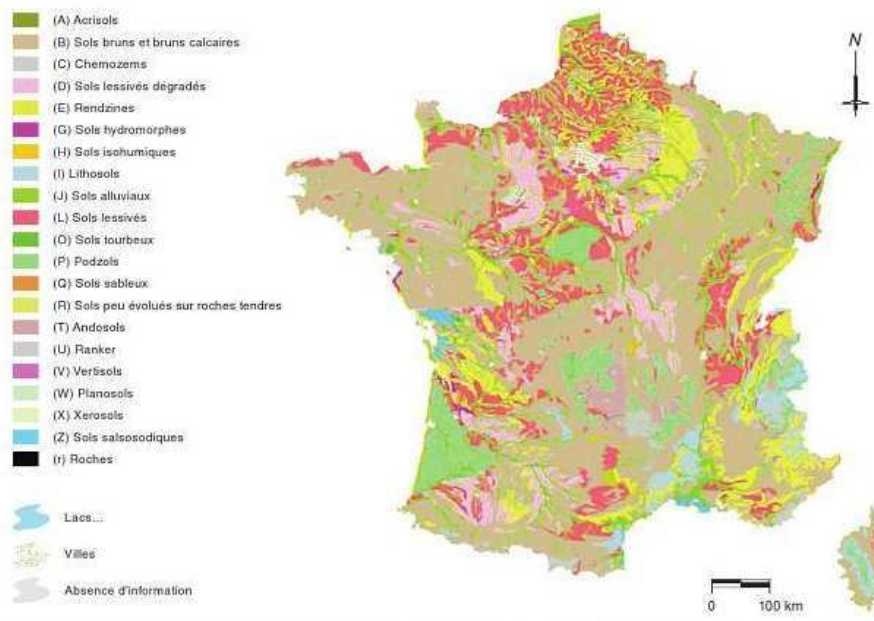 (A) Acrisols
(B) Sols bruns et bruns calcaires
(C) Chernozems
(D) Sols lessivés dégradés
(E) Rendzines
(G) Sols hydromorphes
(H) Sols isohumiques
(I) Lithosols
(J) Sols alluviaux
(L) Sols lessivés
(O) Sols tourbeux
(P) Podzols
(Q) Sols sableux
(R) Sols peu évolués sur roches tendres
(T) Andosols
(U) Ranker
(V) Vertisols
(W) Planosols
(X) Xerosols
(Z) Sols salsosodiques
(r) Roches
Lacs...
Villes
Absence d'information
N
0 100 km